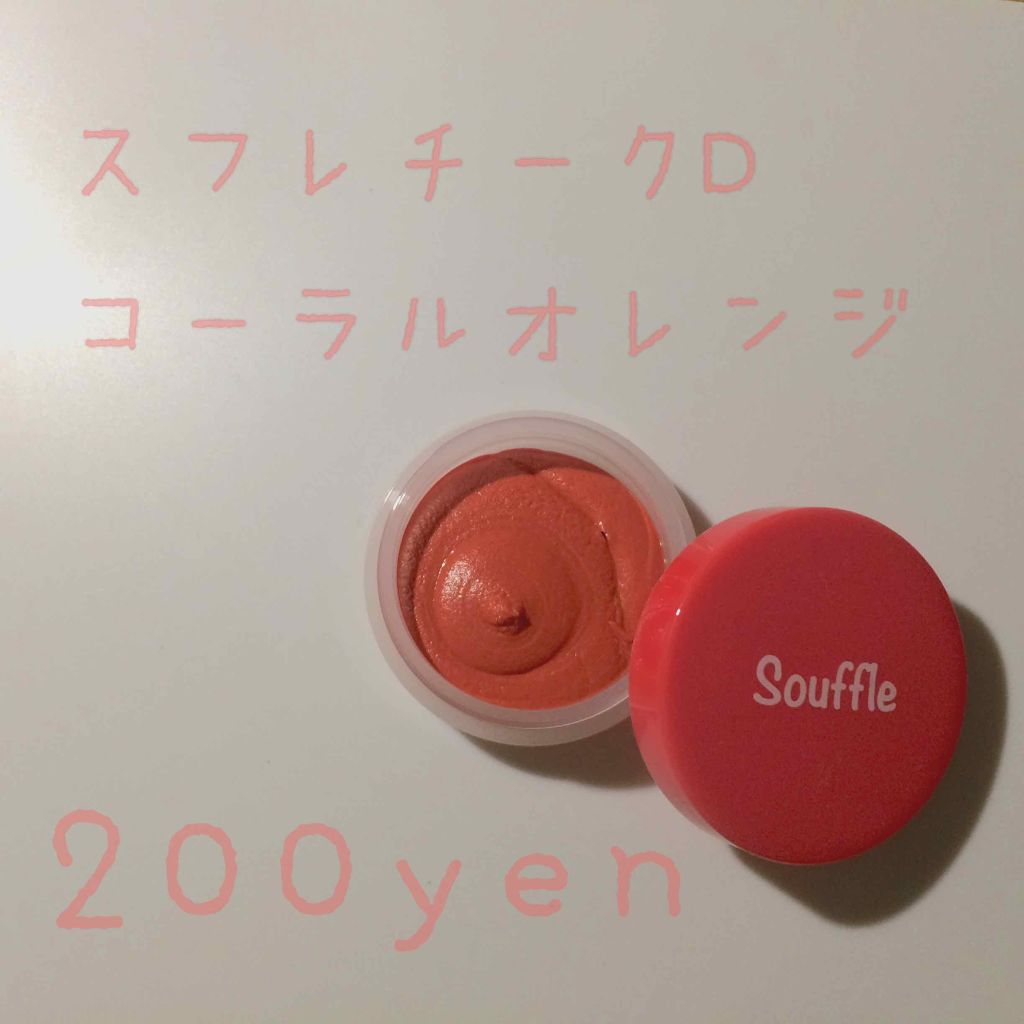 スフレチークD
コーラルオレンジ
Souffle
200yen